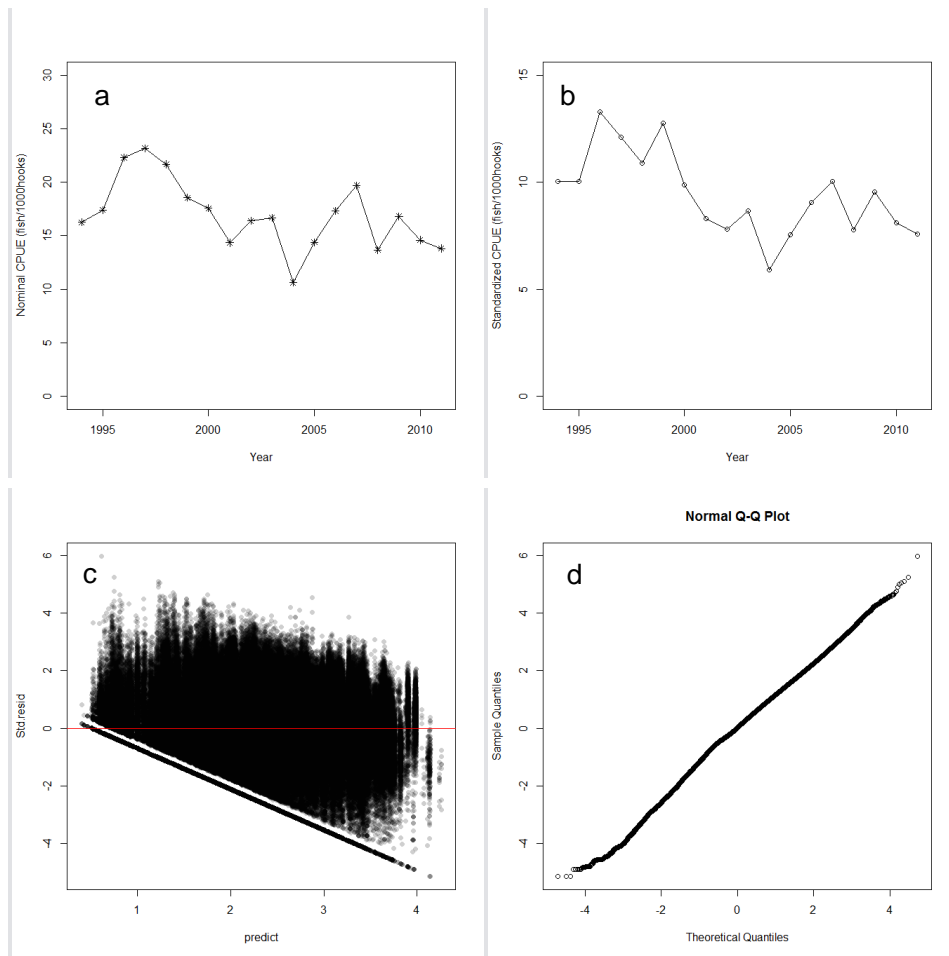 a
Nominal CPUE (fish/1000hooks)
0 5 10 15 20 25 30
1995 2000 2005 2010
Year
b
Standardized CPUE (fish/1000hooks)
0 5 10 15
1995 2000 2005 2010
Year
c
Std.resid
-4 -2 0 2 4 6
1 2 3 4
predict
Normal Q-Q Plot
d
Sample Quantiles
-4 -2 0 2 4 6
-4 -2 0 2 4
Theoretical Quantiles